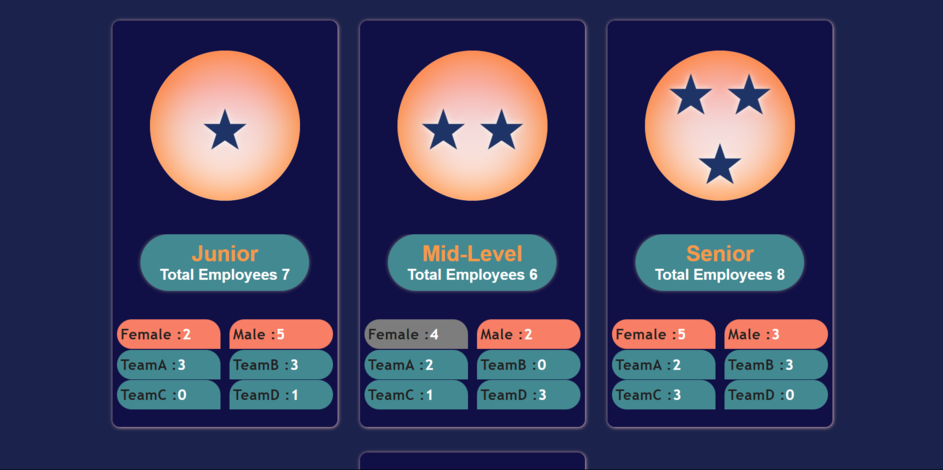 Junior
Total Employees 7
Female :2 Male :5
TeamA :3 TeamB :3
TeamC :0 TeamD :1
Mid-Level
Total Employees 6
Female :4 Male :2
TeamA :2 TeamB :0
TeamC :1 TeamD :3
Senior
Total Employees 8
Female :5 Male :3
TeamA :2 TeamB :3
TeamC :3 TeamD :0